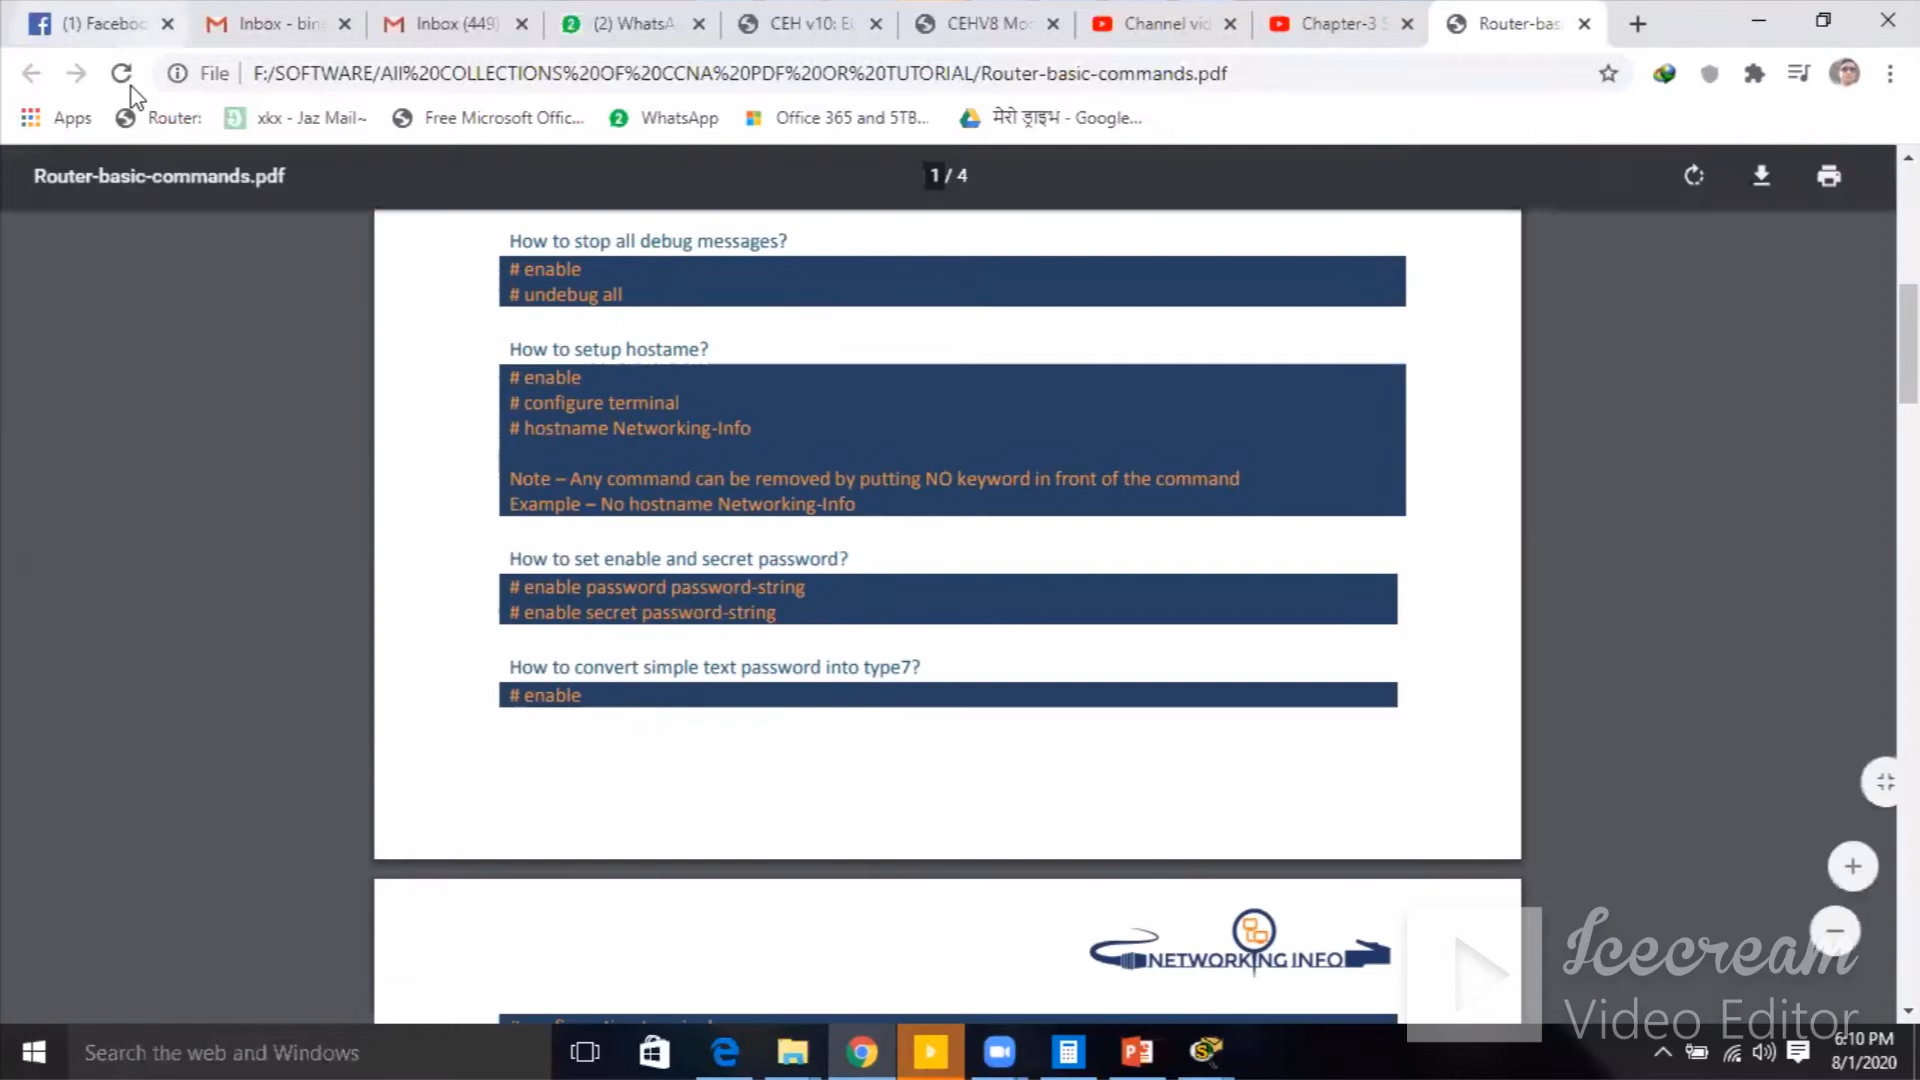 (1) Faceboo
Inbox - bin
Inbox (449)
(2) WhatsA
CEH v10: E
CEHV8 Mo
Channel vid
Chapter-3 S
Router-bas
File
F:/SOFTWARE/All%20COLLECTIONS%20OF%20CCNA%20PDF%20OR%20TUTORIAL/Router-basic-commands.pdf
Apps
Router:
xkx - Jaz Mail~
Free Microsoft Offic...
WhatsApp
Office 365 and 5TB...
मेरो ड्राइभ - Google...
Router-basic-commands.pdf
1 / 4
How to stop all debug messages?
# enable
# undebug all
How to setup hostame?
# enable
# configure terminal
# hostname Networking-Info
Note – Any command can be removed by putting NO keyword in front of the command
Example – No hostname Networking-Info
How to set enable and secret password?
# enable password password-string
# enable secret password-string
How to convert simple text password into type7?
# enable
NETWORKING INFO
Icecream
Video Editor
Search the web and Windows
6:10 PM
8/1/2020